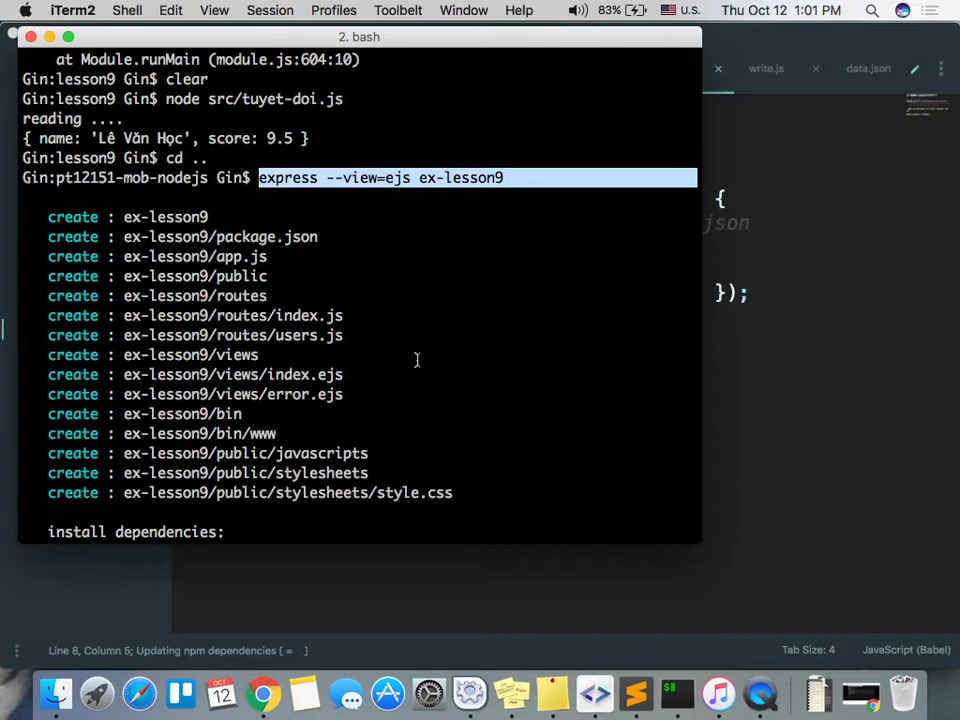 iTerm2 Shell Edit View Session Profiles Toolbelt Window Help 83% U.S. Thu Oct 12 1:01 PM
2. bash
write.js data.json
at Module.runMain (module.js:604:10)
Gin:lesson9 Gin$ clear
Gin:lesson9 Gin$ node src/tuyet-doi.js
reading ....
{ name: 'Lê Văn Học', score: 9.5 }
Gin:lesson9 Gin$ cd ..
Gin:pt12151-mob-nodejs Gin$ express --view=ejs ex-lesson9
{
create : ex-lesson9
json
create : ex-lesson9/package.json
create : ex-lesson9/app.js
create : ex-lesson9/public
create : ex-lesson9/routes
});
create : ex-lesson9/routes/index.js
create : ex-lesson9/routes/users.js
create : ex-lesson9/views
create : ex-lesson9/views/index.ejs
create : ex-lesson9/views/error.ejs
create : ex-lesson9/bin
create : ex-lesson9/bin/www
create : ex-lesson9/public/javascripts
create : ex-lesson9/public/stylesheets
create : ex-lesson9/public/stylesheets/style.css
install dependencies:
Line 8, Column 5; Updating npm dependencies [ = ] Tab Size: 4 JavaScript (Babel)
OCT
12
$